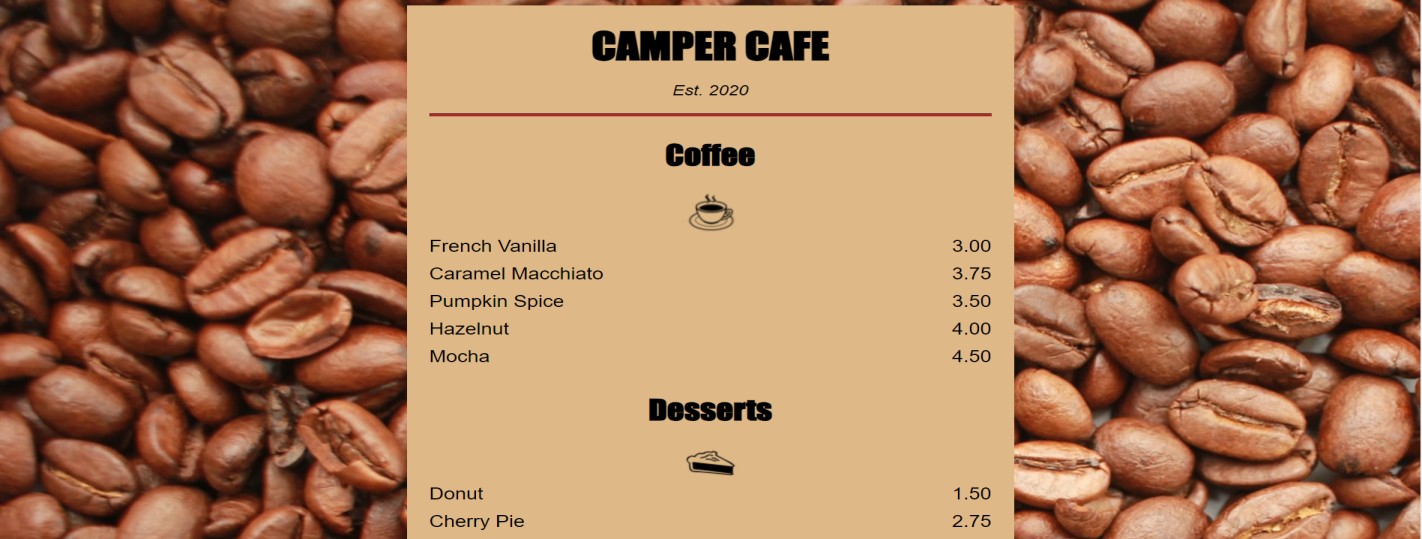 CAMPER CAFE
Est. 2020
Coffee
French Vanilla 3.00
Caramel Macchiato 3.75
Pumpkin Spice 3.50
Hazelnut 4.00
Mocha 4.50
Desserts
Donut 1.50
Cherry Pie 2.75